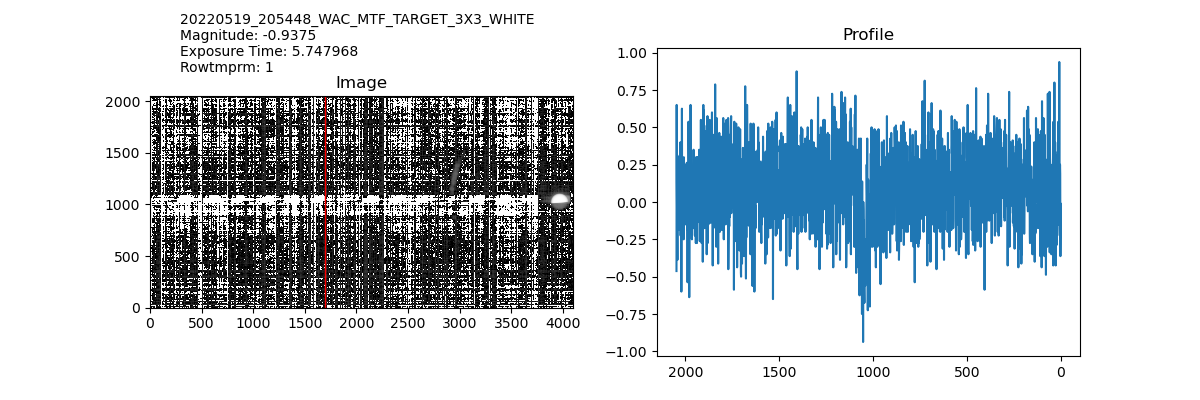 20220519_205448_WAC_MTF_TARGET_3X3_WHITE
Magnitude: -0.9375
Exposure Time: 5.747968
Rowtmprm: 1
Image
2000
1500
1000
500
0
0 500 1000 1500 2000 2500 3000 3500 4000
Profile
1.00
0.75
0.50
0.25
0.00
−0.25
−0.50
−0.75
−1.00
2000 1500 1000 500 0